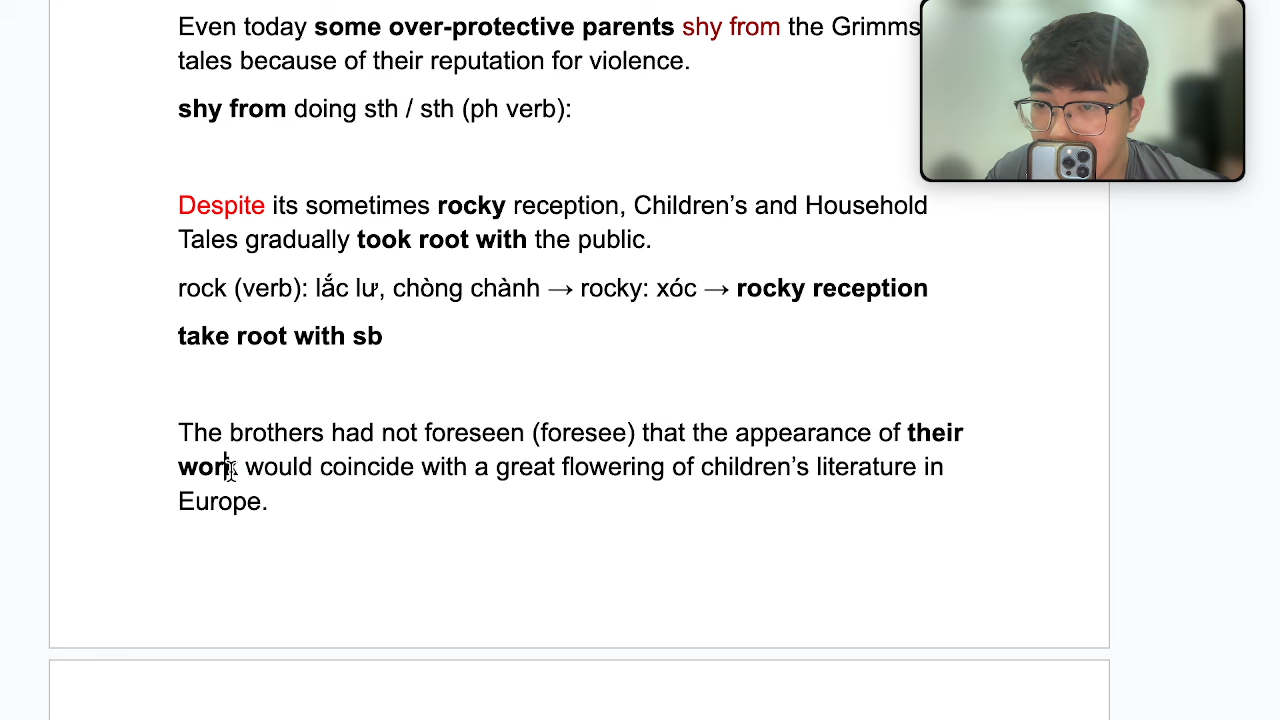 Even today some over-protective parents shy from the Grimms
tales because of their reputation for violence.
shy from doing sth / sth (ph verb):
Despite its sometimes rocky reception, Children’s and Household
Tales gradually took root with the public.
rock (verb): lắc lư, chòng chành → rocky: xóc → rocky reception
take root with sb
The brothers had not foreseen (foresee) that the appearance of their
work would coincide with a great flowering of children’s literature in
Europe.